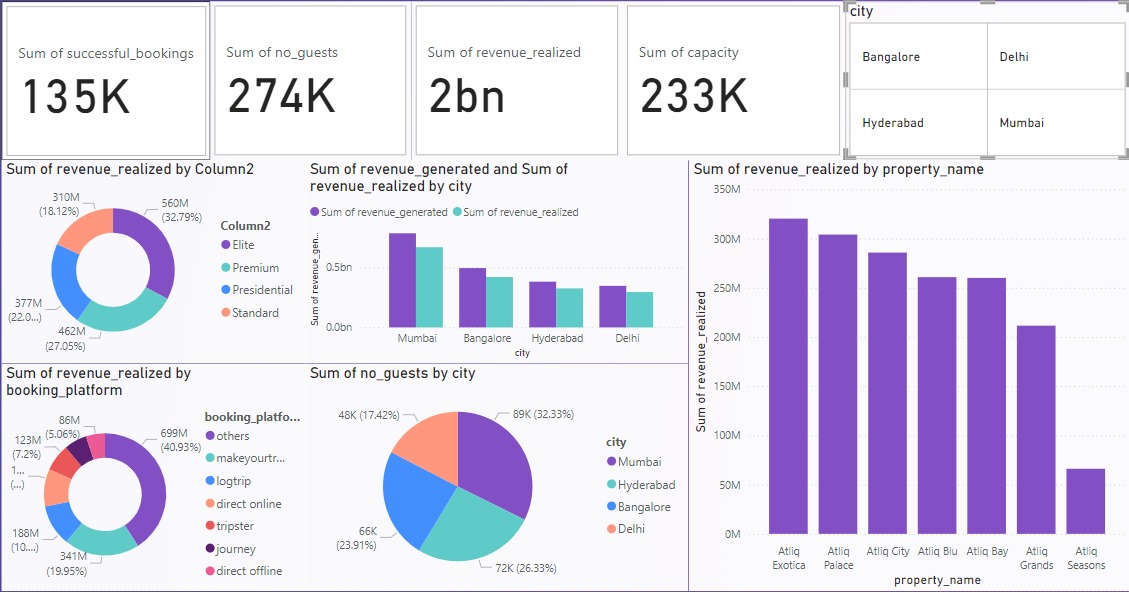 Sum of successful_bookings
135K
Sum of no_guests
274K
Sum of revenue_realized
2bn
Sum of capacity
233K
city
Bangalore
Delhi
Hyderabad
Mumbai
Sum of revenue_realized by Column2
310M
(18.12%)
560M
(32.79%)
377M
(22.0...)
462M
(27.05%)
Column2
Elite
Premium
Presidential
Standard
Sum of revenue_generated and Sum of
revenue_realized by city
Sum of revenue_generated
Sum of revenue_realized
Sum of revenue_gen...
0.5bn
0.0bn
Mumbai
Bangalore
Hyderabad
Delhi
city
Sum of revenue_realized by property_name
Sum of revenue_realized
350M
300M
250M
200M
150M
100M
50M
0M
Atliq
Exotica
Atliq
Palace
Atliq City
Atliq Blu
Atliq Bay
Atliq
Grands
Atliq
Seasons
property_name
Sum of revenue_realized by
booking_platform
86M
(5.06%)
699M
(40.93%)
123M
(7.2%)
1...
(...)
188M
(10....)
341M
(19.95%)
booking_platfo...
others
makeyourtr...
logtrip
direct online
tripster
journey
direct offline
Sum of no_guests by city
48K (17.42%)
89K (32.33%)
66K
(23.91%)
72K (26.33%)
city
Mumbai
Hyderabad
Bangalore
Delhi